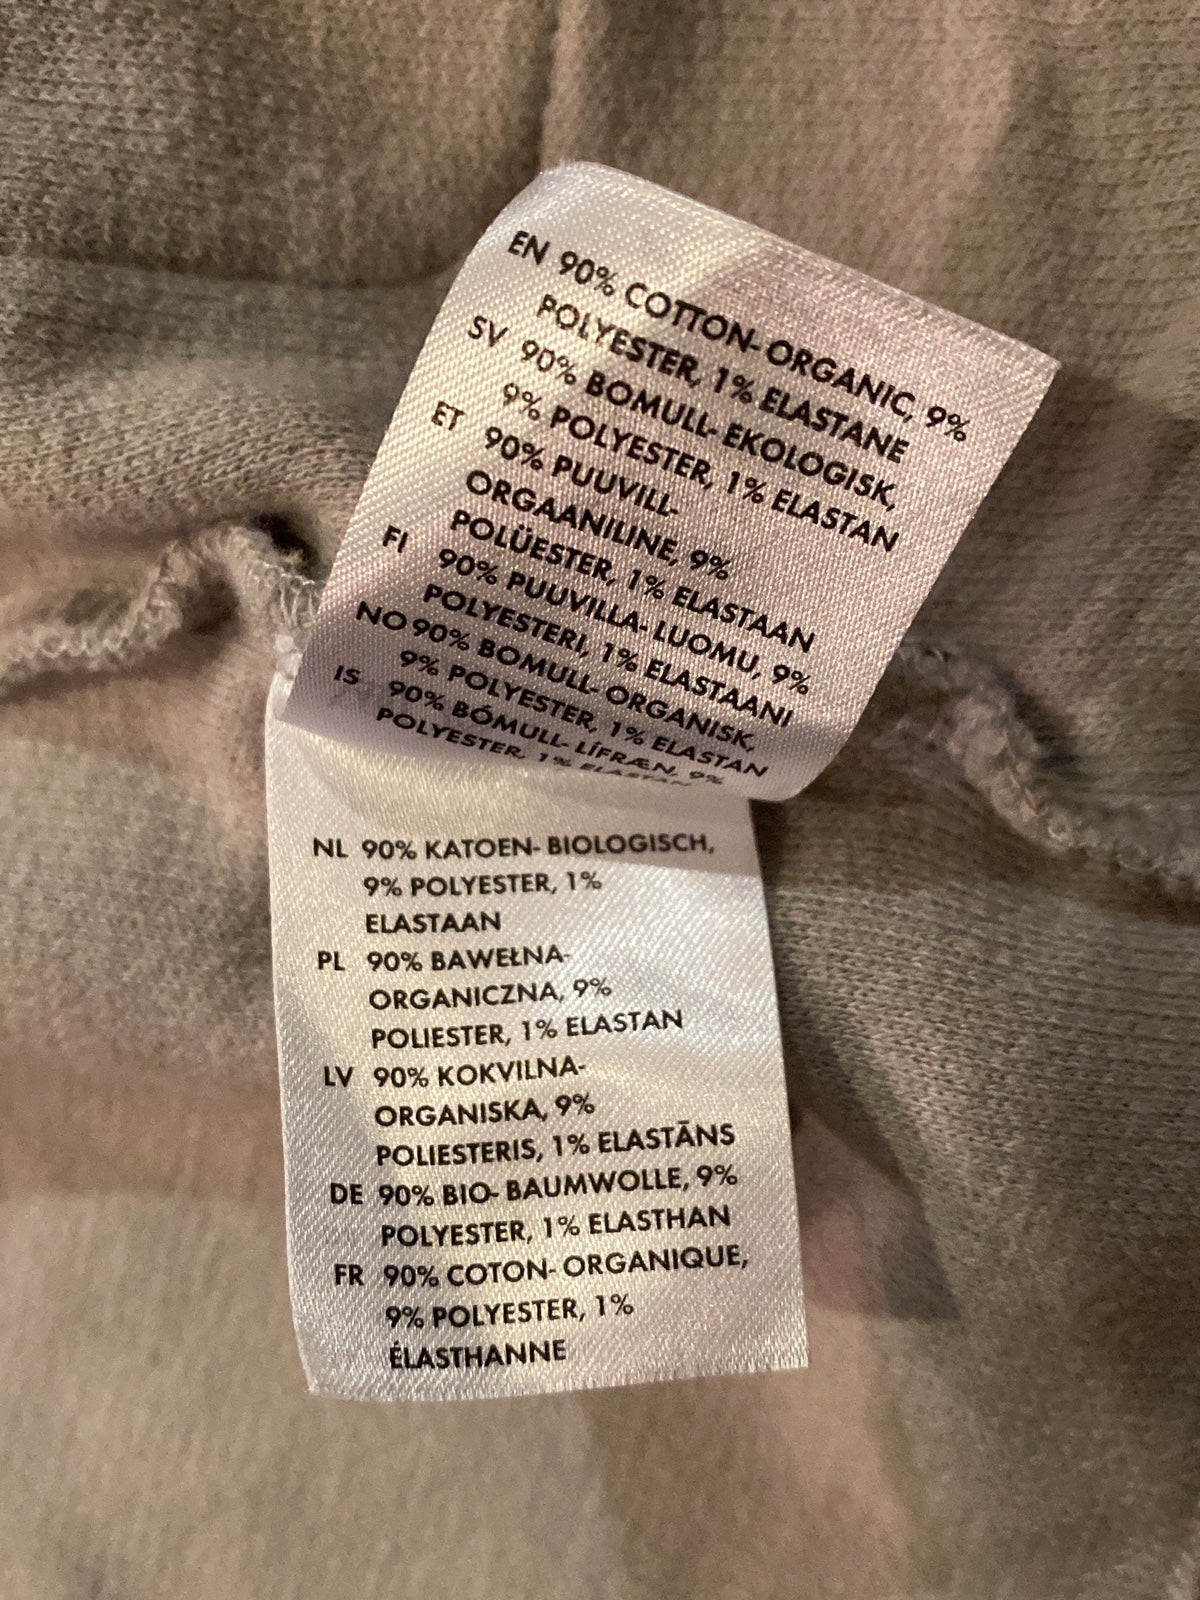 EN 90% COTTON-ORGANIC, 9%
POLYESTER, 1% ELASTANE
SV 90% BOMULL-EKOLOGISK,
9% POLYESTER, 1% ELASTAN
ET 90% PUUVILL-
ORGAANILINE, 9%
POLÜESTER, 1% ELASTAAN
FI 90% PUUVILLA-LUOMU, 9%
POLYESTERI, 1% ELASTAANI
NO 90% BOMULL-ORGANISK,
9% POLYESTER, 1% ELASTAN
IS 90% BÓMULL-LÍFRÆN, 9%
POLYESTER, 1% ELASTAN
NL 90% KATOEN-BIOLOGISCH,
9% POLYESTER, 1%
ELASTAAN
PL 90% BAWEŁNA-
ORGANICZNA, 9%
POLIESTER, 1% ELASTAN
LV 90% KOKVILNA-
ORGANISKA, 9%
POLIESTERIS, 1% ELASTĀNS
DE 90% BIO-BAUMWOLLE, 9%
POLYESTER, 1% ELASTHAN
FR 90% COTON-ORGANIQUE,
9% POLYESTER, 1%
ÉLASTHANNE